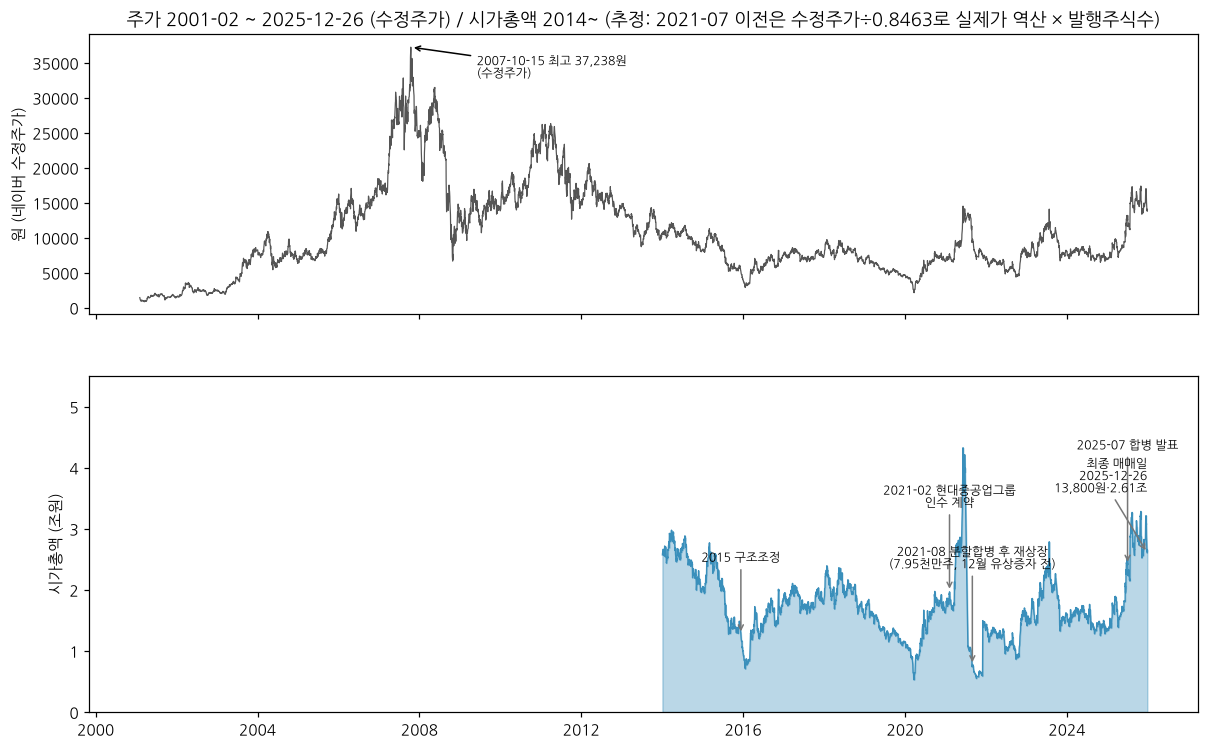 주가 2001-02 ~ 2025-12-26 (수정주가) / 시가총액 2014~ (추정: 2021-07 이전은 수정주가÷0.8463로 실제가 역산 × 발행주식수)
원 (네이버 수정주가)
35000
30000
25000
20000
15000
10000
5000
0
2007-10-15 최고 37,238원
(수정주가)
시가총액 (조원)
5
4
3
2
1
0
2025-07 합병 발표
최종 매매일
2025-12-26
13,800원·2.61조
2021-02 현대중공업그룹
인수 계약
2015 구조조정
2021-08 분할합병 후 재상장
(7.95천만주, 12월 유상증자 전)
2000
2004
2008
2012
2016
2020
2024